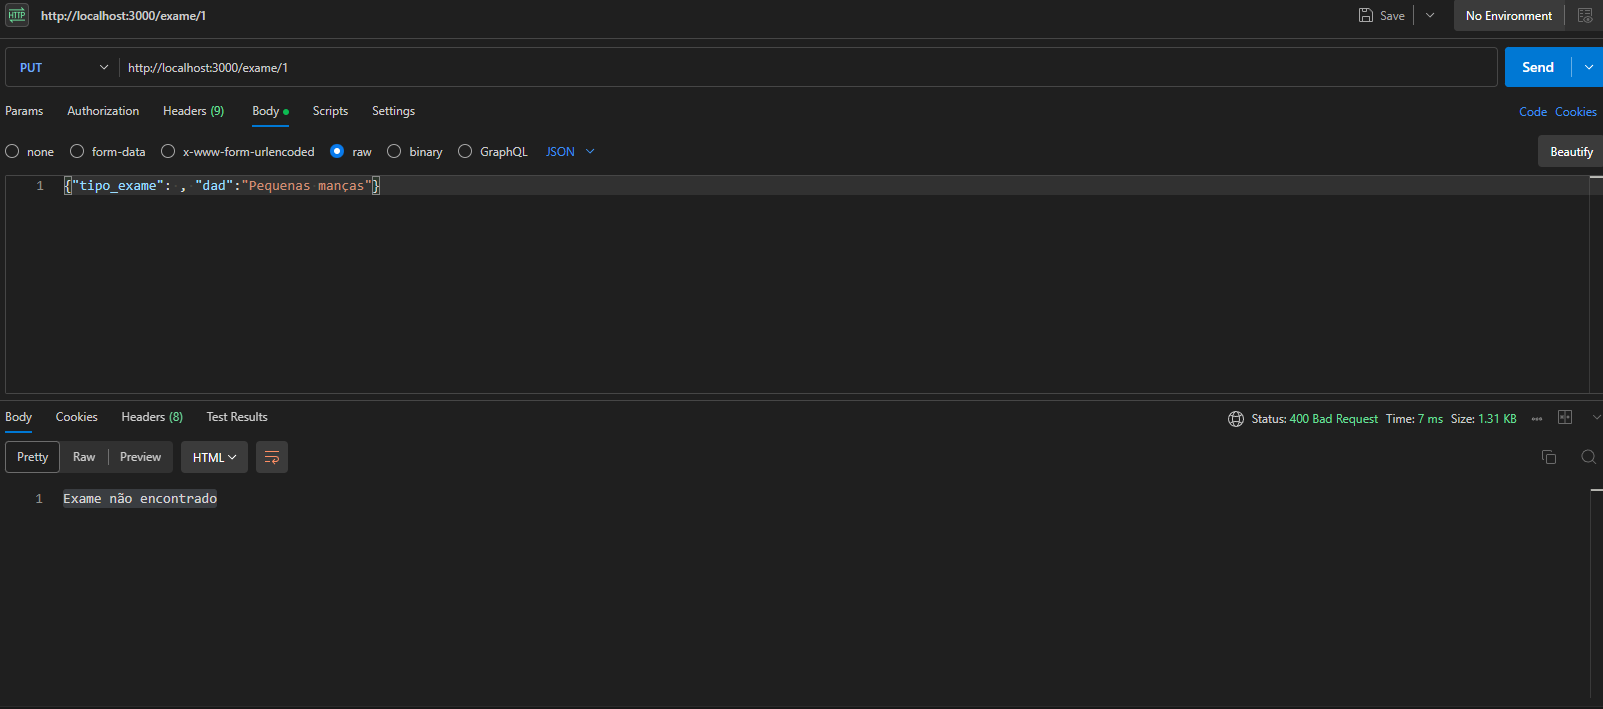 HTTP http://localhost:3000/exame/1 Save No Environment
PUT http://localhost:3000/exame/1 Send
Params Authorization Headers (9) Body Scripts Settings Code Cookies
none form-data x-www-form-urlencoded raw binary GraphQL JSON Beautify
1 {"tipo_exame": , "dad":"Pequenas manças"}
Body Cookies Headers (8) Test Results Status: 400 Bad Request Time: 7 ms Size: 1.31 KB
Pretty Raw Preview HTML
1 Exame não encontrado